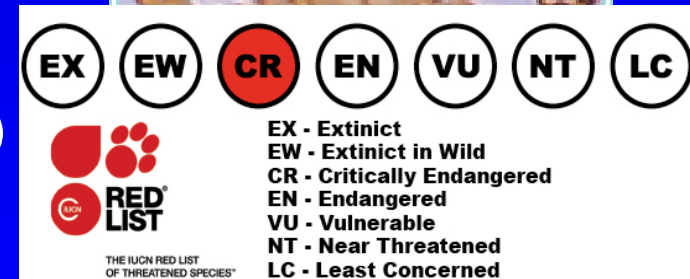 EX EW CR EN VU NT LC
EX - Extinict
EW - Extinict in Wild
CR - Critically Endangered
EN - Endangered
VU - Vulnerable
NT - Near Threatened
LC - Least Concerned
IUCN
RED
LIST
THE IUCN RED LIST
OF THREATENED SPECIES™